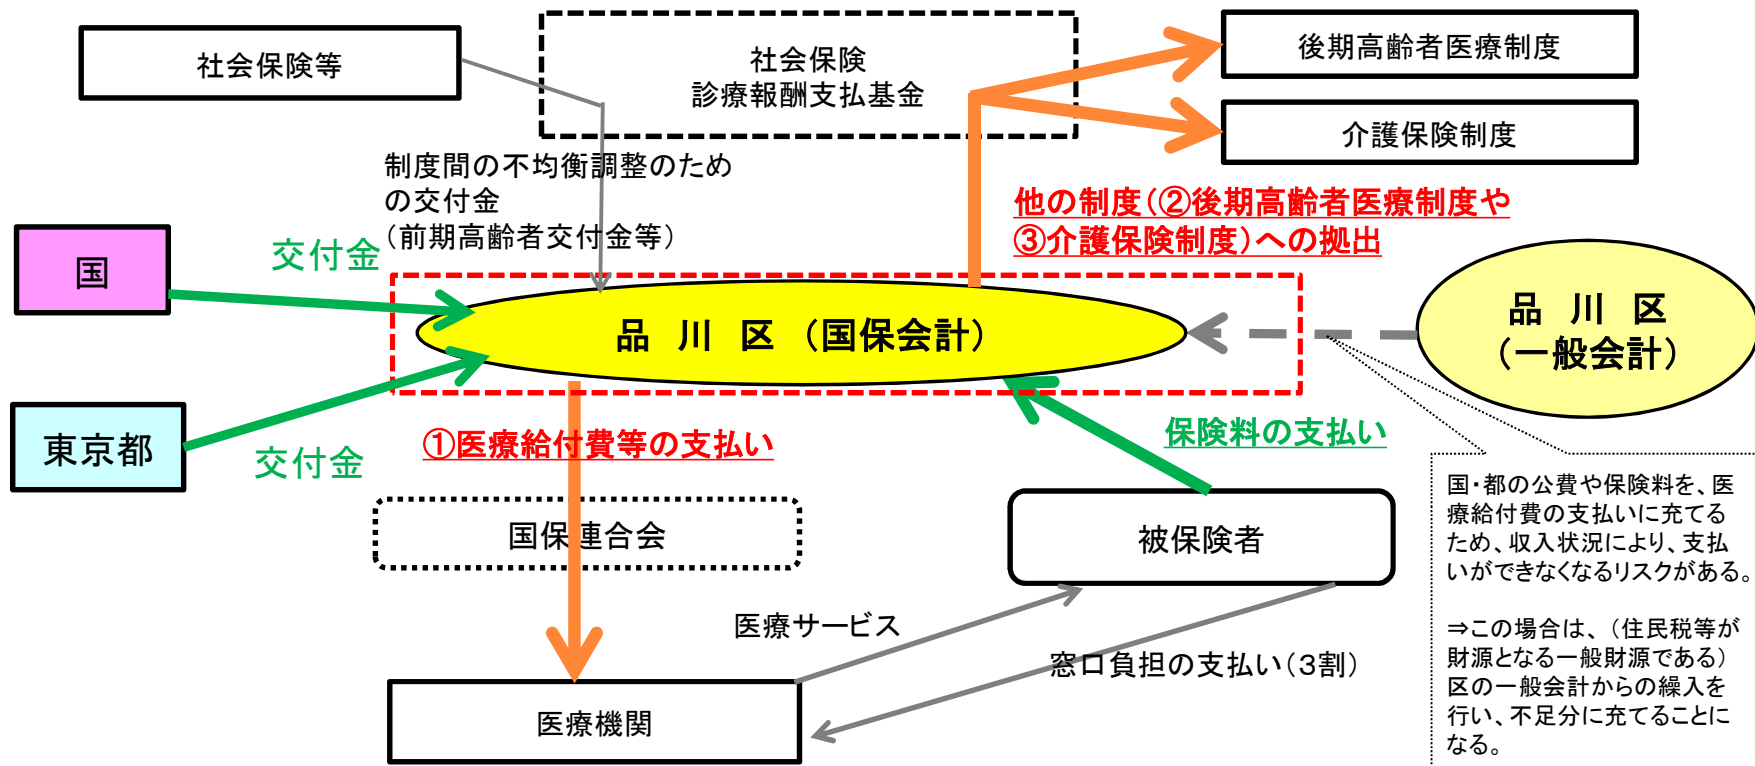 社会保険等
社会保険
診療報酬支払基金
後期高齢者医療制度
介護保険制度
制度間の不均衡調整のため
の交付金
（前期高齢者交付金等）
他の制度（②後期高齢者医療制度や
③介護保険制度）への拠出
国
交付金
品 川 区 （国保会計）
品 川 区
（一般会計）
東京都
交付金
①医療給付費等の支払い
保険料の支払い
国保連合会
被保険者
国・都の公費や保険料を、医
療給付費の支払いに充てる
ため、収入状況により、支払
いができなくなるリスクがある。
⇒この場合は、（住民税等が
財源となる一般財源である）
区の一般会計からの繰入を
行い、不足分に充てることに
なる。
医療サービス
窓口負担の支払い（３割）
医療機関